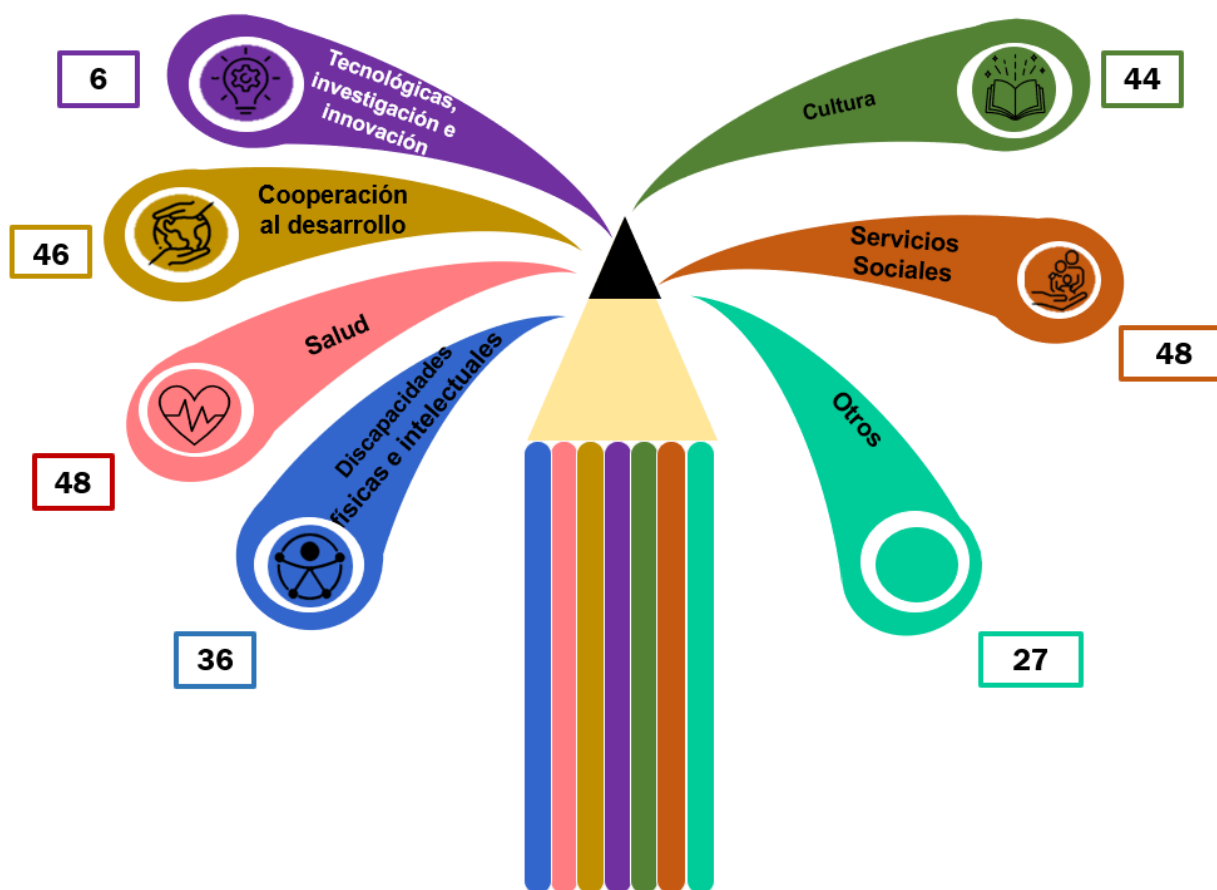 6
Tecnológicas,
investigación e
innovación
46
Cooperación
al desarrollo
48
Salud
36
Discapacidades
físicas e intelectuales
Cultura
44
Servicios
Sociales
48
Otros
27